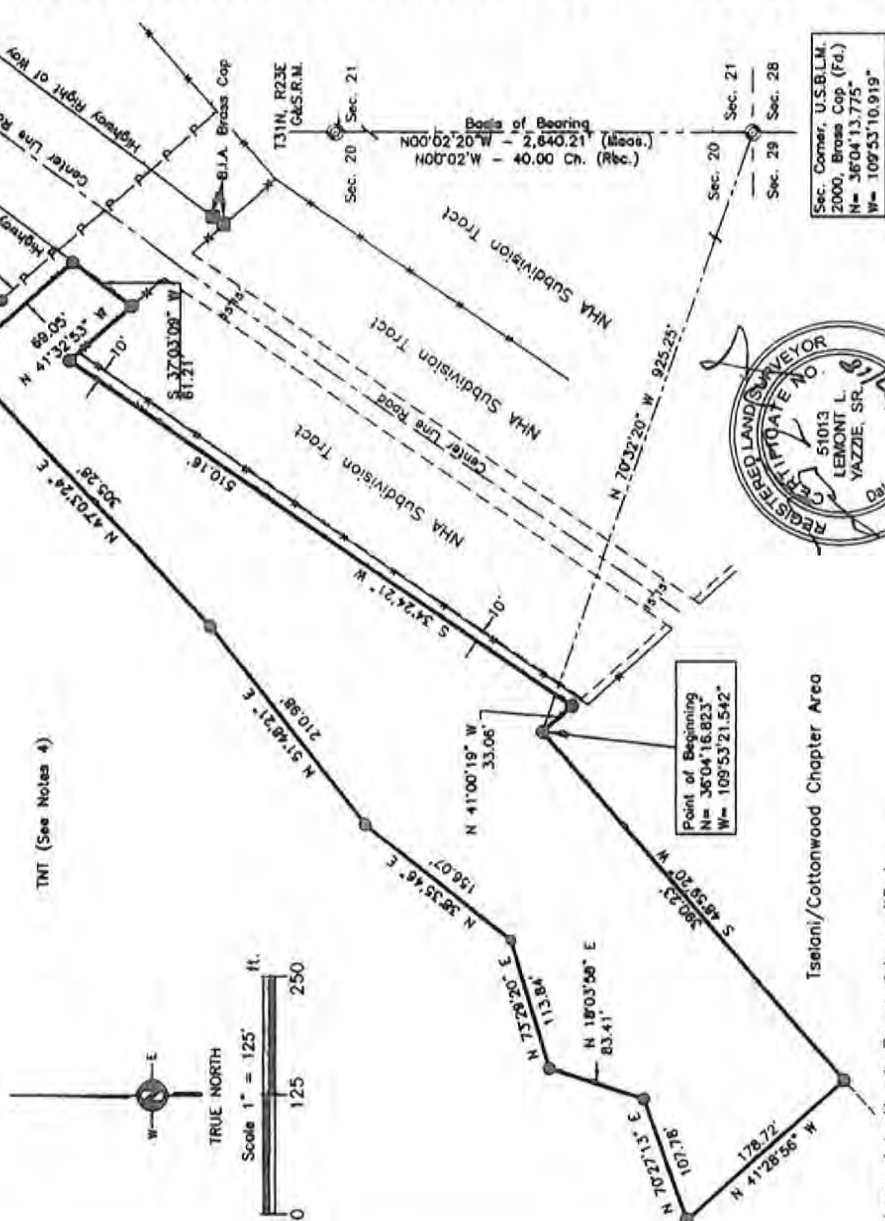 Highway Right of Way
Center Line Ro
Highway
B.I.A. Brass Cap
T31N, R23E
G&S.R.M.
Sec. 20
Sec. 21
Basis of Bearing
N00°02'20"W - 2,640.21' (Meas.)
N00°02'W - 40.00 Ch. (Rec.)
Sec. 20
Sec. 21
Sec. 29
Sec. 28
Sec. Corner, U.S.B.L.M.
2000, Brass Cap (Fd.)
N= 36°04'13.775"
W= 109°53'10.919"
69.05'
N 41°32'53" W
10'
S 37°03'09" W
61.21'
75'
75'
NHA Subdivision Tract
NHA Subdivision Tract
Center Line Road
NHA Subdivision Tract
N 70°32'20" W 925.25'
REGISTERED LAND SURVEYOR
CERTIFICATE NO.
51013
LEMONT L.
YAZZIE, SR.
N 47°03'24" E
305.28'
510.16'
S 34°24'21" W
10'
75'
75'
TNT (See Notes 4)
N 51°48'21" E
210.98'
N 41°00'19" W
33.06'
Point of Beginning
N= 36°04'16.823"
W= 109°53'21.542"
N 38°35'46" E
156.07'
W E
N
TRUE NORTH
Scale 1" = 125'
ft.
0
125
250
N 73°29'20" E
113.84'
N 18°03'56" E
83.41'
S 48°59'20" W
390.23'
Tselani/Cottonwood Chapter Area
N 70°27'13" E
107.78'
178.72'
N 41°28'56" W